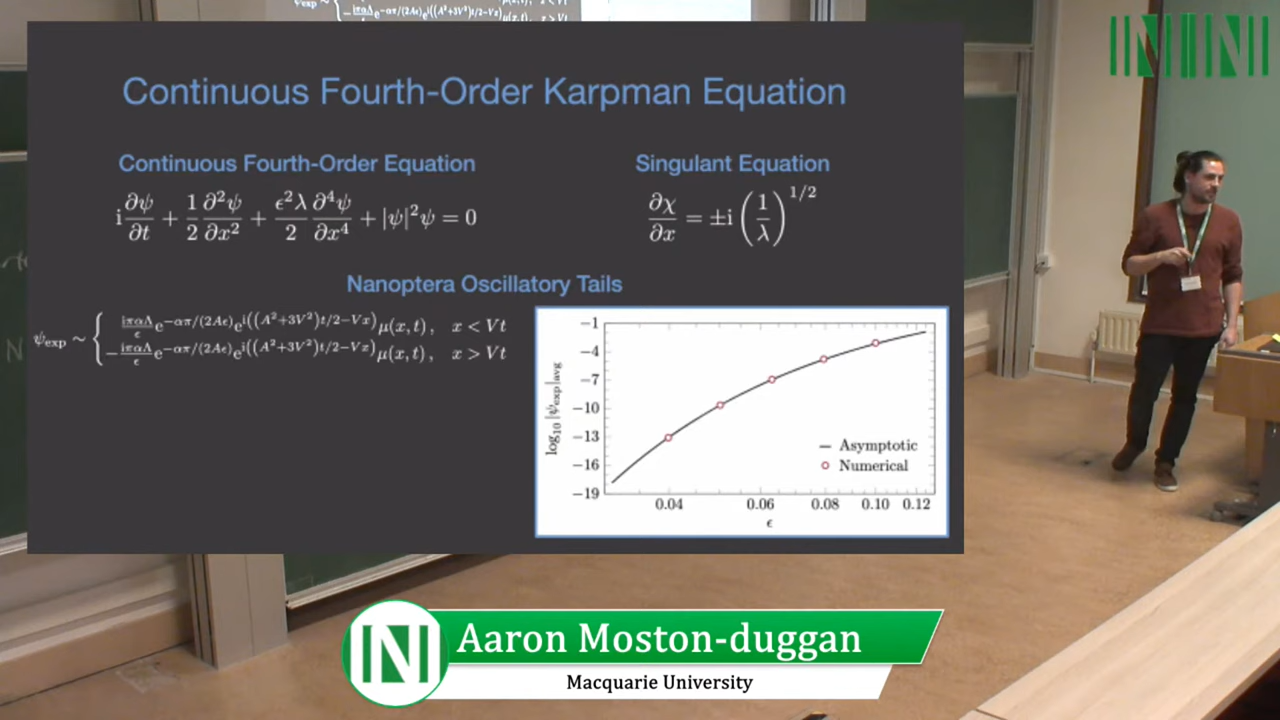 Continuous Fourth-Order Karpman Equation
Continuous Fourth-Order Equation
i ∂ψ/∂t + 1/2 ∂²ψ/∂x² + ϵ²λ/2 ∂⁴ψ/∂x⁴ + |ψ|²ψ = 0
Singulant Equation
∂χ/∂x = ±i (1/λ)^{1/2}
Nanoptera Oscillatory Tails
ψ_exp ~ { iπαΛ/ϵ e^{-απ/(2Aϵ)} e^{i((A²+3V²)t/2-Vx)} μ(x,t), x < Vt
-iπαΛ/ϵ e^{-απ/(2Aϵ)} e^{i((A²+3V²)t/2-Vx)} μ(x,t), x > Vt
log₁₀ |ψ_exp|_avg
-1
-4
-7
-10
-13
-16
-19
Asymptotic
Numerical
0.04 0.06 0.08 0.10 0.12
ϵ
Aaron Moston-duggan
Macquarie University